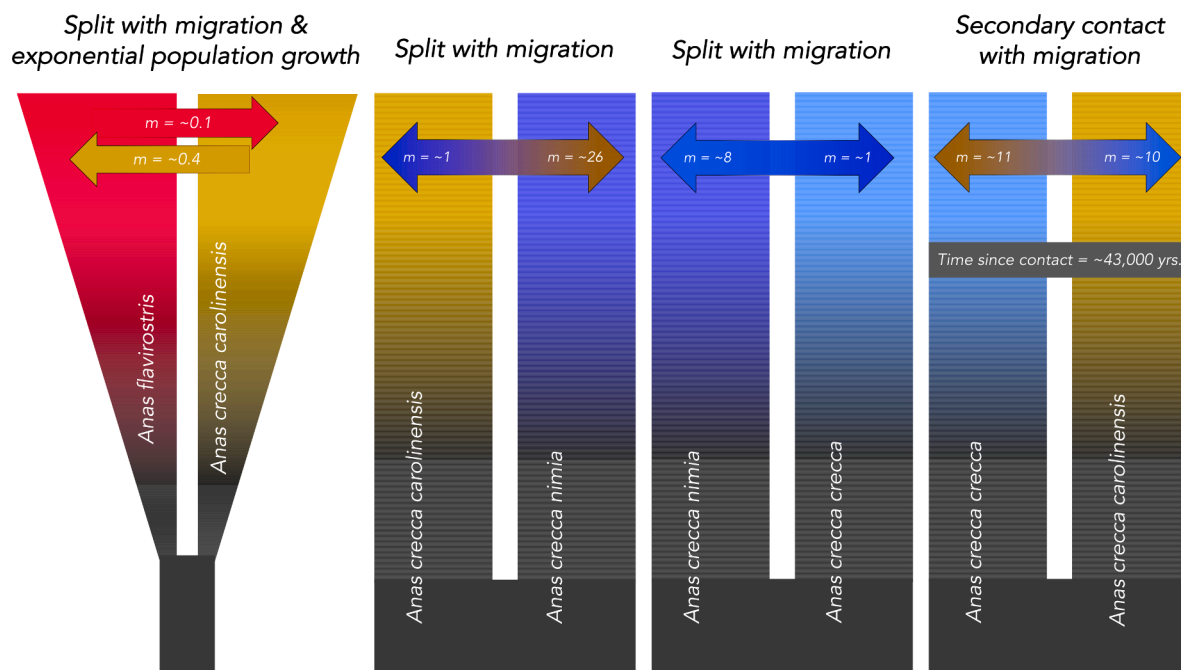 Split with migration &
exponential population growth
m = ~0.1
m = ~0.4
Anas flavirostris
Anas crecca carolinensis
Split with migration
m = ~1
m = ~26
Anas crecca carolinensis
Anas crecca nimia
Split with migration
m = ~8
m = ~1
Anas crecca nimia
Anas crecca crecca
Secondary contact
with migration
m = ~11
m = ~10
Time since contact = ~43,000 yrs.
Anas crecca crecca
Anas crecca carolinensis